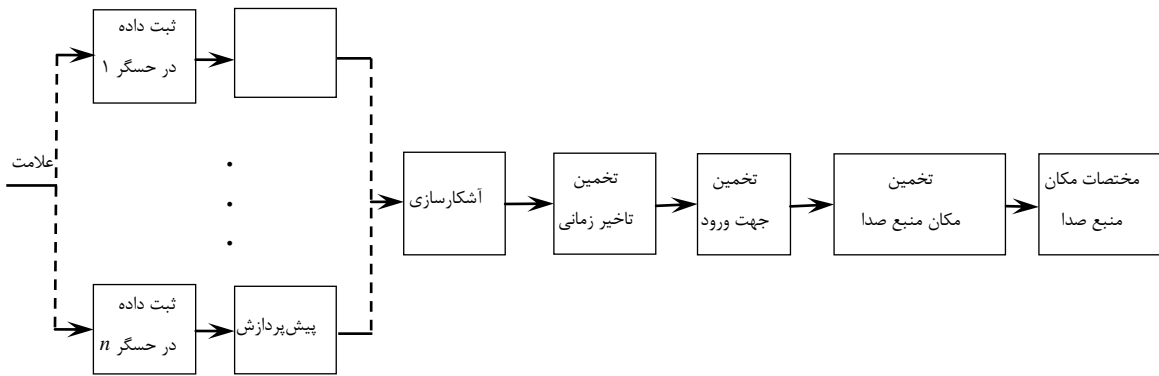 علامت
ثبت داده
در حسگر ۱
ثبت داده
در حسگر n
پیش‌پردازش
آشکارسازی
تخمین
تاخیر زمانی
تخمین
جهت ورود
تخمین
مکان منبع صدا
مختصات مکان
منبع صدا